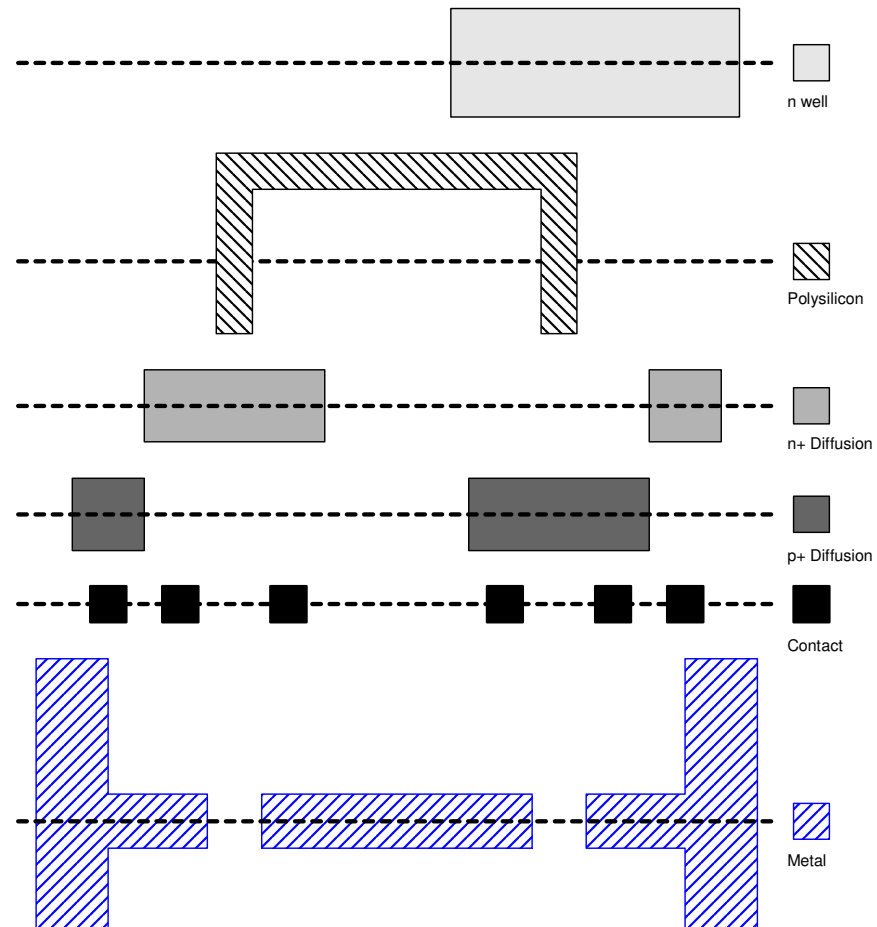 n well
Polysilicon
n+ Diffusion
p+ Diffusion
Contact
Metal